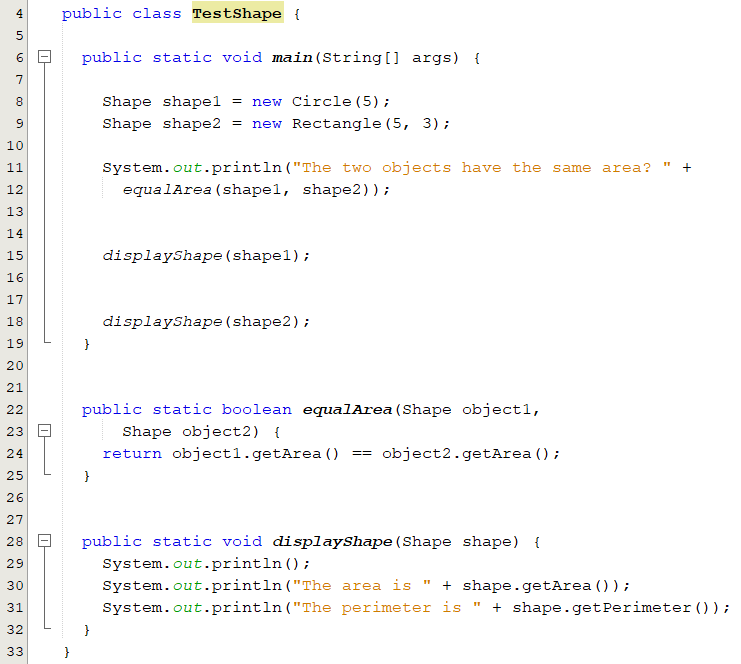 4 public class TestShape {
5
6 public static void main(String[] args) {
7
8 Shape shape1 = new Circle(5);
9 Shape shape2 = new Rectangle(5, 3);
10
11 System.out.println("The two objects have the same area? " +
12 equalArea(shape1, shape2));
13
14
15 displayShape(shape1);
16
17
18 displayShape(shape2);
19 }
20
21
22 public static boolean equalArea(Shape object1,
23 Shape object2) {
24 return object1.getArea() == object2.getArea();
25 }
26
27
28 public static void displayShape(Shape shape) {
29 System.out.println();
30 System.out.println("The area is " + shape.getArea());
31 System.out.println("The perimeter is " + shape.getPerimeter());
32 }
33 }